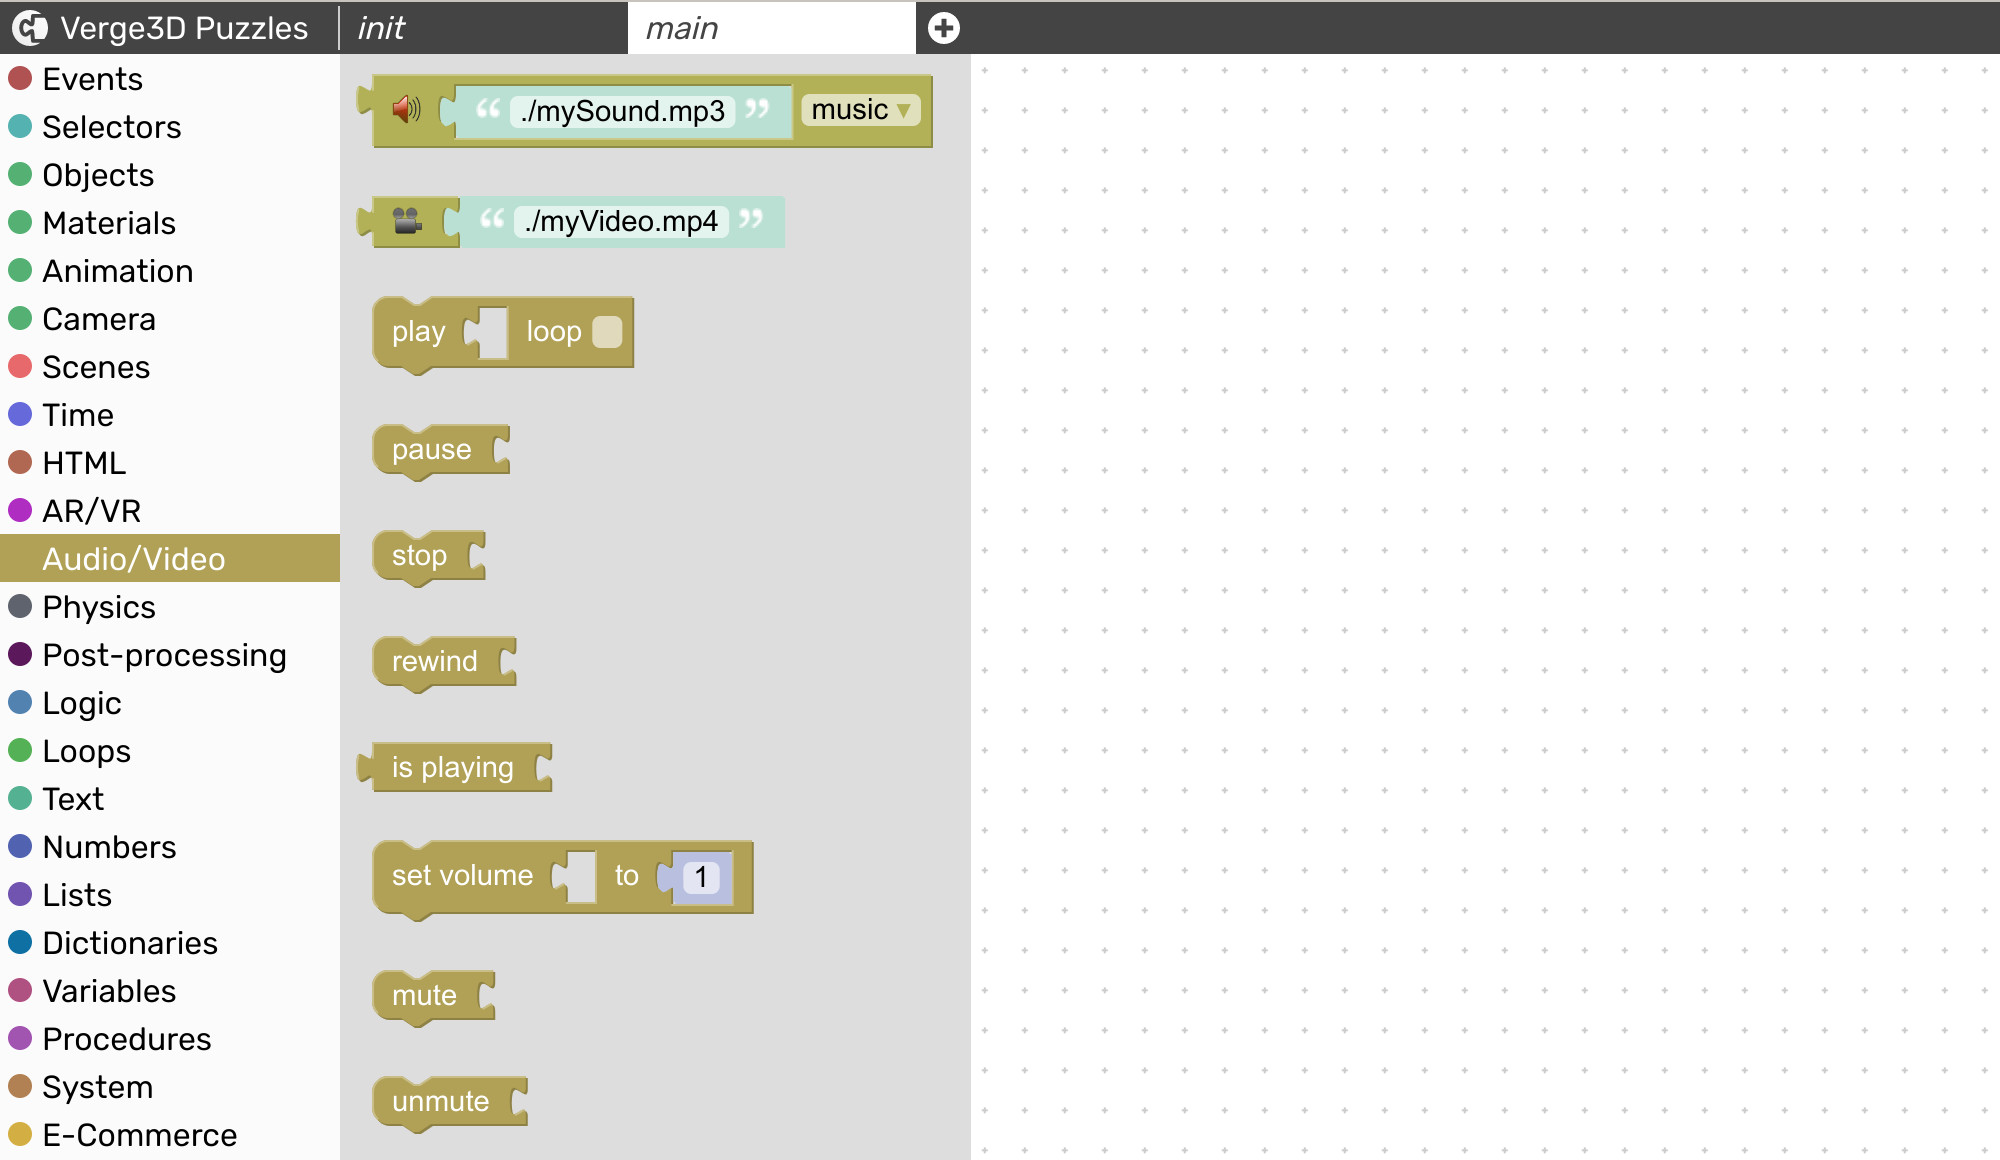 Verge3D Puzzles
init
main
Events
Selectors
Objects
Materials
Animation
Camera
Scenes
Time
HTML
AR/VR
Audio/Video
Physics
Post-processing
Logic
Loops
Text
Numbers
Lists
Dictionaries
Variables
Procedures
System
E-Commerce
“ ./mySound.mp3 ” music ▼
“ ./myVideo.mp4 ”
play loop
pause
stop
rewind
is playing
set volume to 1
mute
unmute